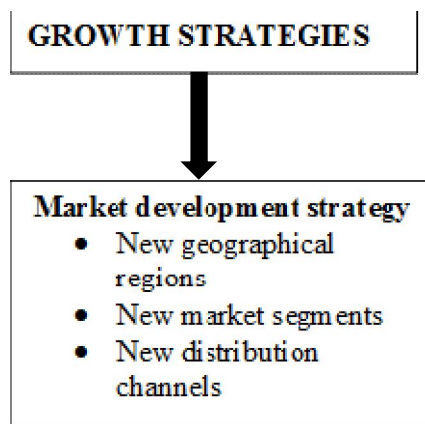 GROWTH STRATEGIES
Market development strategy
• New geographical
regions
• New market segments
• New distribution
channels